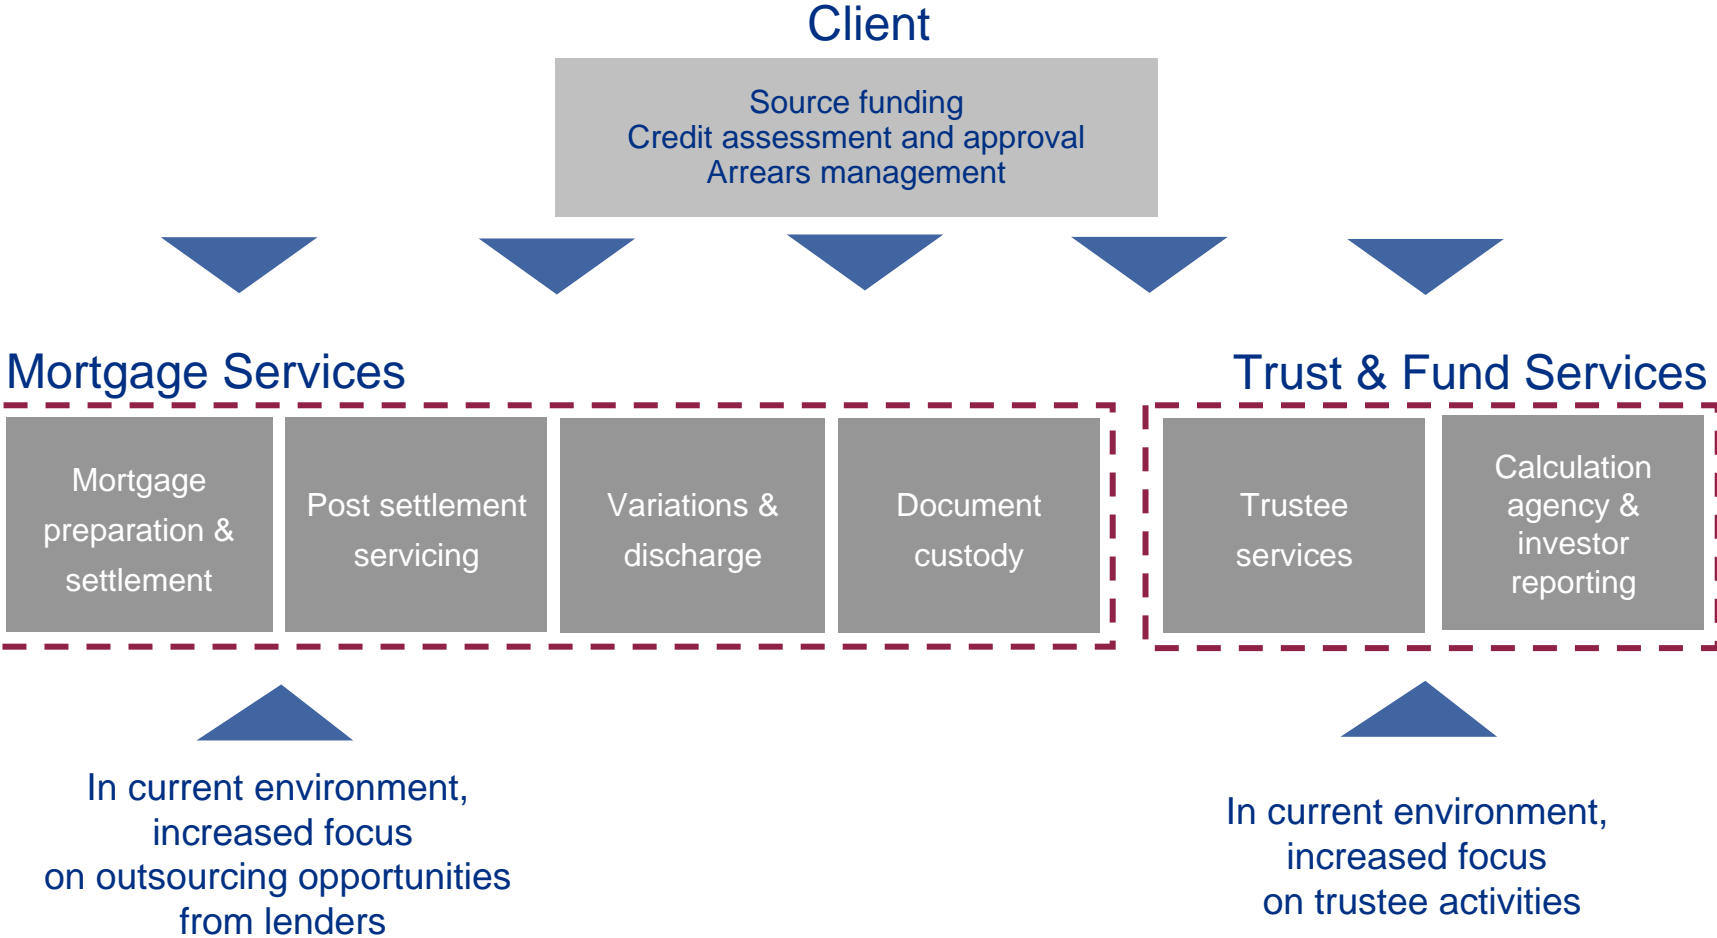 Client
Source funding
Credit assessment and approval
Arrears management
Mortgage Services
Trust & Fund Services
Mortgage
preparation &
settlement
Post settlement
servicing
Variations &
discharge
Document
custody
Trustee
services
Calculation
agency &
investor
reporting
In current environment,
increased focus
on outsourcing opportunities
from lenders
In current environment,
increased focus
on trustee activities